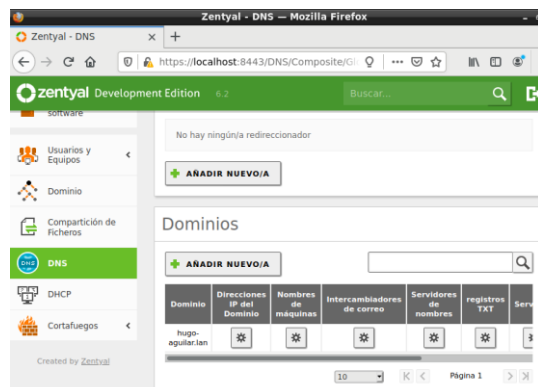 Zentyal - DNS — Mozilla Firefox
Zentyal - DNS
https://localhost:8443/DNS/Composite/Gl
zentyal Development Edition 6.2
Buscar...
software
Usuarios y
Equipos
Dominio
Compartición de
Ficheros
DNS
DHCP
Cortafuegos
Created by Zentyal
No hay ningún/a redireccionador
AÑADIR NUEVO/A
Dominios
AÑADIR NUEVO/A
Dominio
Direcciones
IP del
Dominio
Nombres
de
máquinas
Intercambiadores
de correo
Servidores
de
nombres
registros
TXT
Serv
hugo-
aguilar.lan
10
Página 1